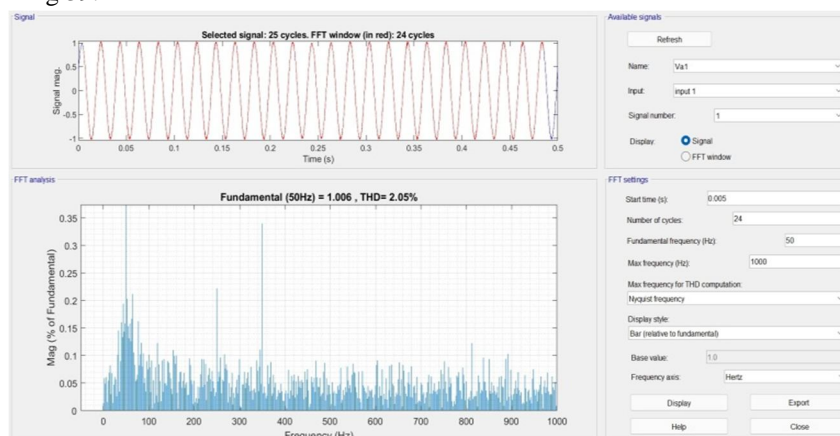 Signal
Selected signal: 25 cycles. FFT window (in red): 24 cycles
Signal mag.
1
0.5
0
-0.5
-1
0 0.05 0.1 0.15 0.2 0.25 0.3 0.35 0.4 0.45 0.5
Time (s)
FFT analysis
Fundamental (50Hz) = 1.006 , THD= 2.05%
Mag (% of Fundamental)
0.35
0.3
0.25
0.2
0.15
0.1
0.05
0
0 100 200 300 400 500 600 700 800 900 1000
Frequency (Hz)
Available signals
Refresh
Name: Va1
Input: input 1
Signal number: 1
Display: Signal
FFT window
FFT settings
Start time (s): 0.005
Number of cycles: 24
Fundamental frequency (Hz): 50
Max frequency (Hz): 1000
Max frequency for THD computation:
Nyquist frequency
Display style:
Bar (relative to fundamental)
Base value: 1.0
Frequency axis: Hertz
Display Export
Help Close